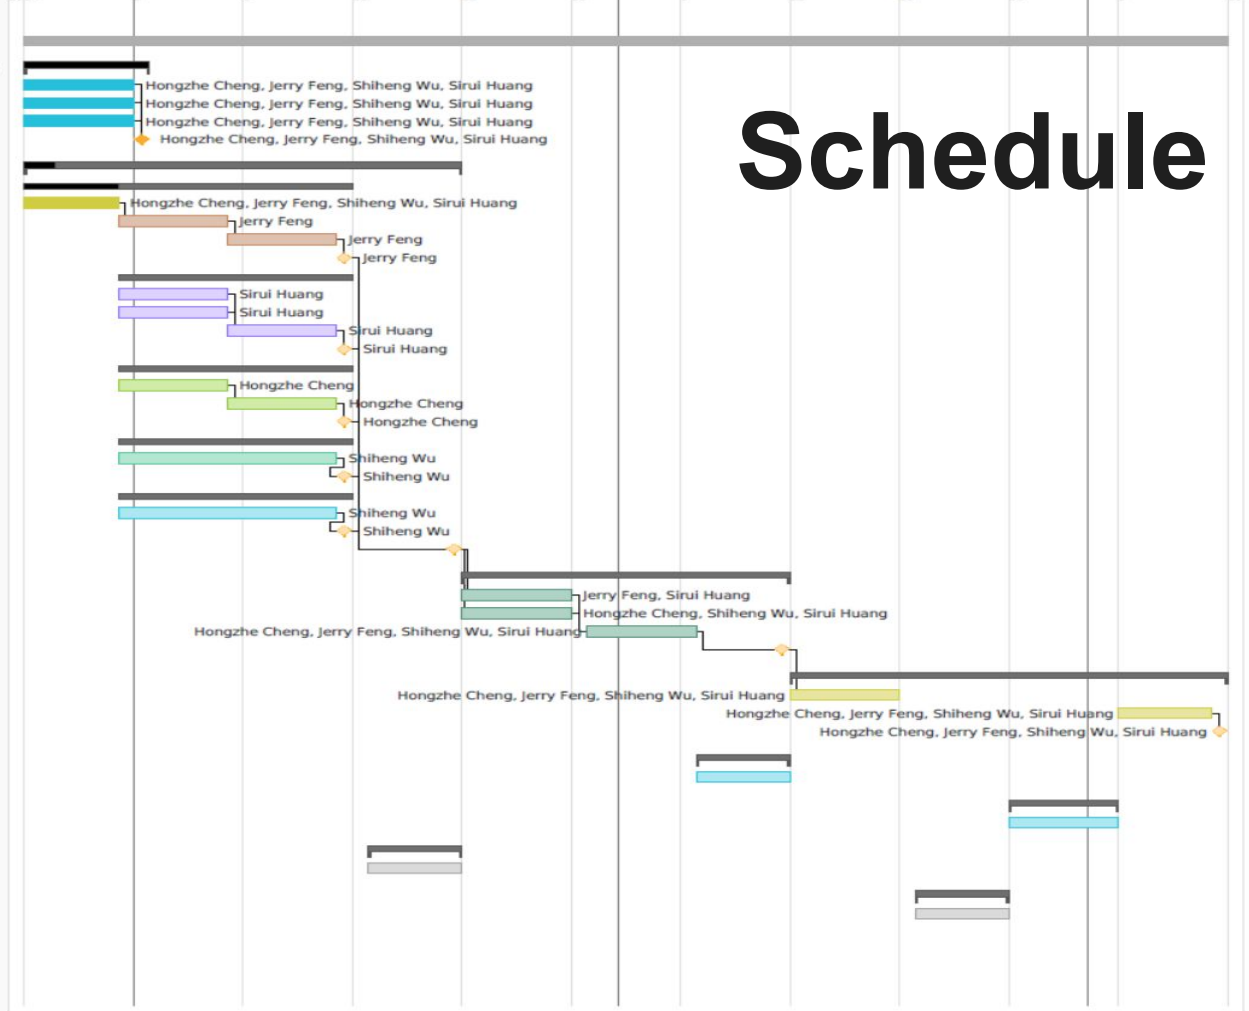 Hongzhe Cheng, Jerry Feng, Shiheng Wu, Sirui Huang
Hongzhe Cheng, Jerry Feng, Shiheng Wu, Sirui Huang
Hongzhe Cheng, Jerry Feng, Shiheng Wu, Sirui Huang
Hongzhe Cheng, Jerry Feng, Shiheng Wu, Sirui Huang
Schedule
Hongzhe Cheng, Jerry Feng, Shiheng Wu, Sirui Huang
Jerry Feng
Jerry Feng
Jerry Feng
Sirui Huang
Sirui Huang
Sirui Huang
Sirui Huang
Hongzhe Cheng
Hongzhe Cheng
Hongzhe Cheng
Shiheng Wu
Shiheng Wu
Shiheng Wu
Shiheng Wu
Jerry Feng, Sirui Huang
Hongzhe Cheng, Shiheng Wu, Sirui Huang
Hongzhe Cheng, Jerry Feng, Shiheng Wu, Sirui Huang
Hongzhe Cheng, Jerry Feng, Shiheng Wu, Sirui Huang
Hongzhe Cheng, Jerry Feng, Shiheng Wu, Sirui Huang
Hongzhe Cheng, Jerry Feng, Shiheng Wu, Sirui Huang